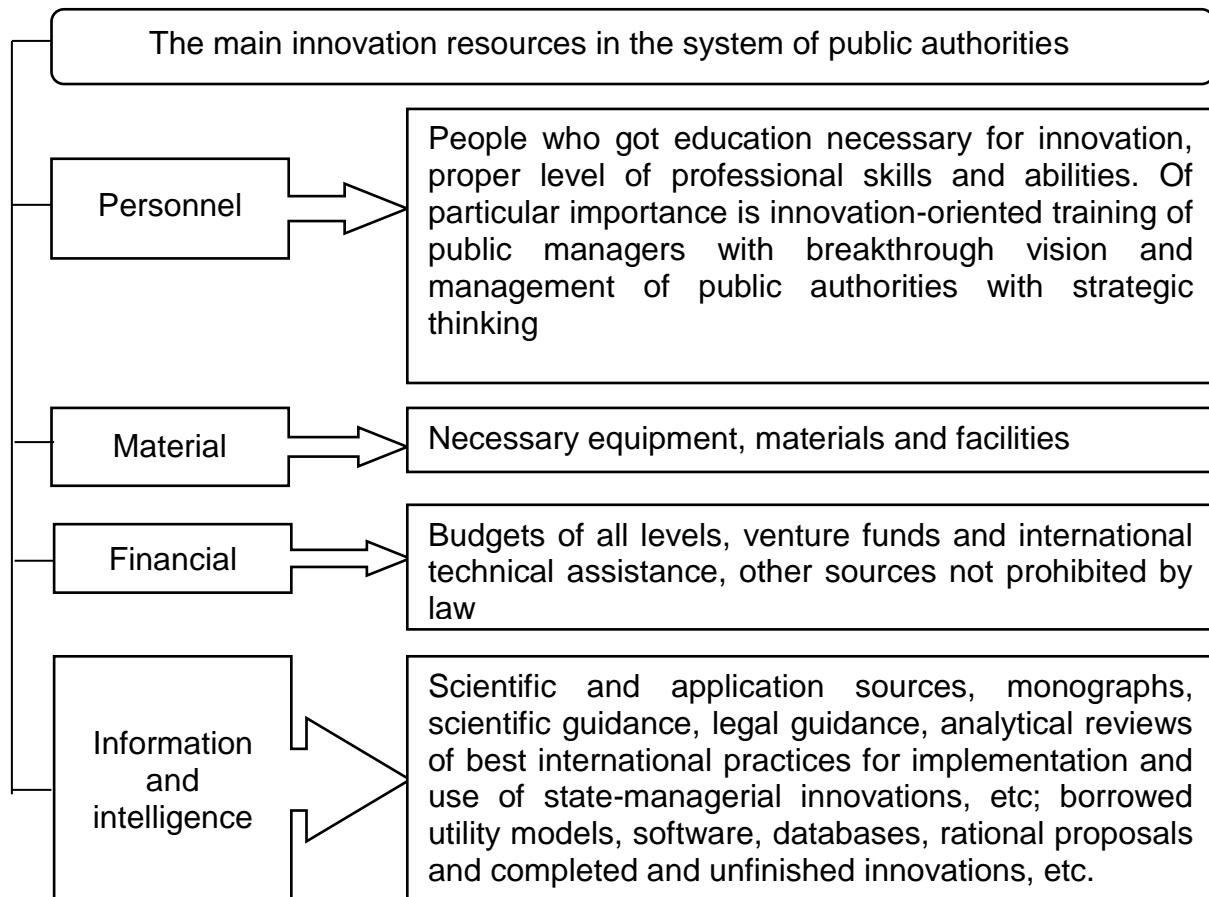 The main innovation resources in the system of public authorities
Personnel
People who got education necessary for innovation,
proper level of professional skills and abilities. Of
particular importance is innovation-oriented training of
public managers with breakthrough vision and
management of public authorities with strategic
thinking
Material
Necessary equipment, materials and facilities
Financial
Budgets of all levels, venture funds and international
technical assistance, other sources not prohibited by
law
Information
and
intelligence
Scientific and application sources, monographs,
scientific guidance, legal guidance, analytical reviews
of best international practices for implementation and
use of state-managerial innovations, etc; borrowed
utility models, software, databases, rational proposals
and completed and unfinished innovations, etc.